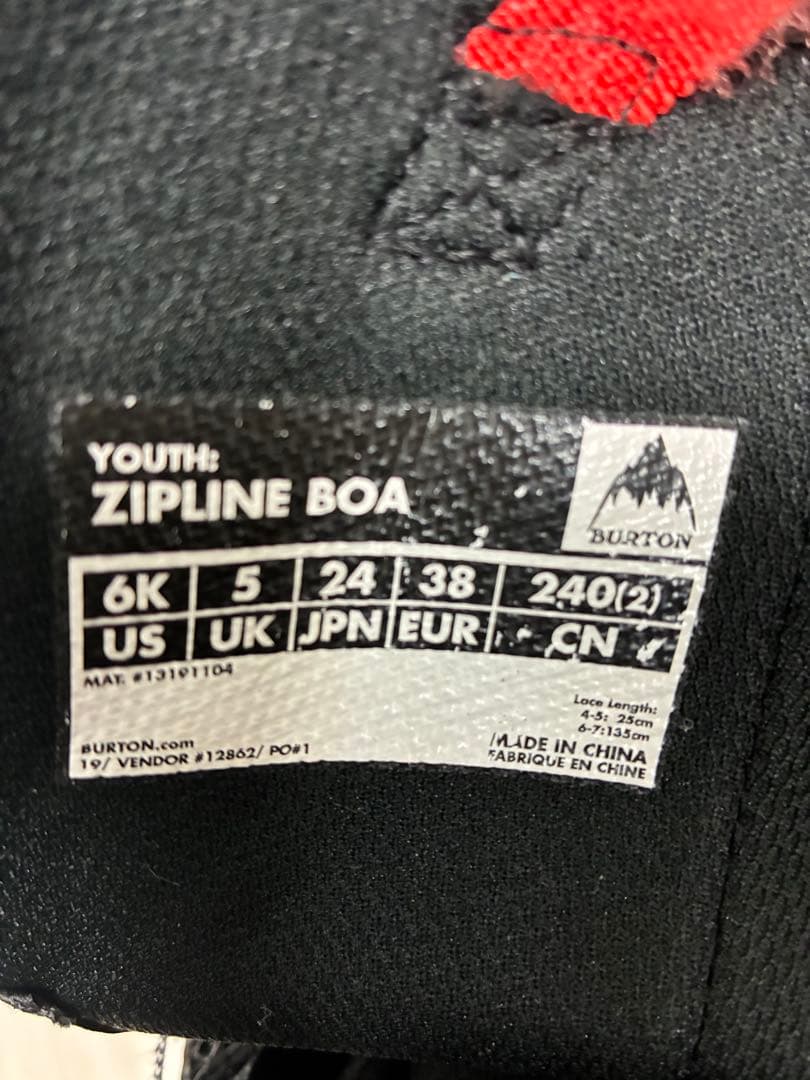 YOUTH:
ZIPLINE BOA
BURTON
6K 5 24 38 240(2)
US UK JPN EUR CN
MAT. #13191104
Lace Length:
4-5: 25cm
6-7:135cm
BURTON.com
19/ VENDOR #12862/ PO#1
MADE IN CHINA
FABRIQUE EN CHINE